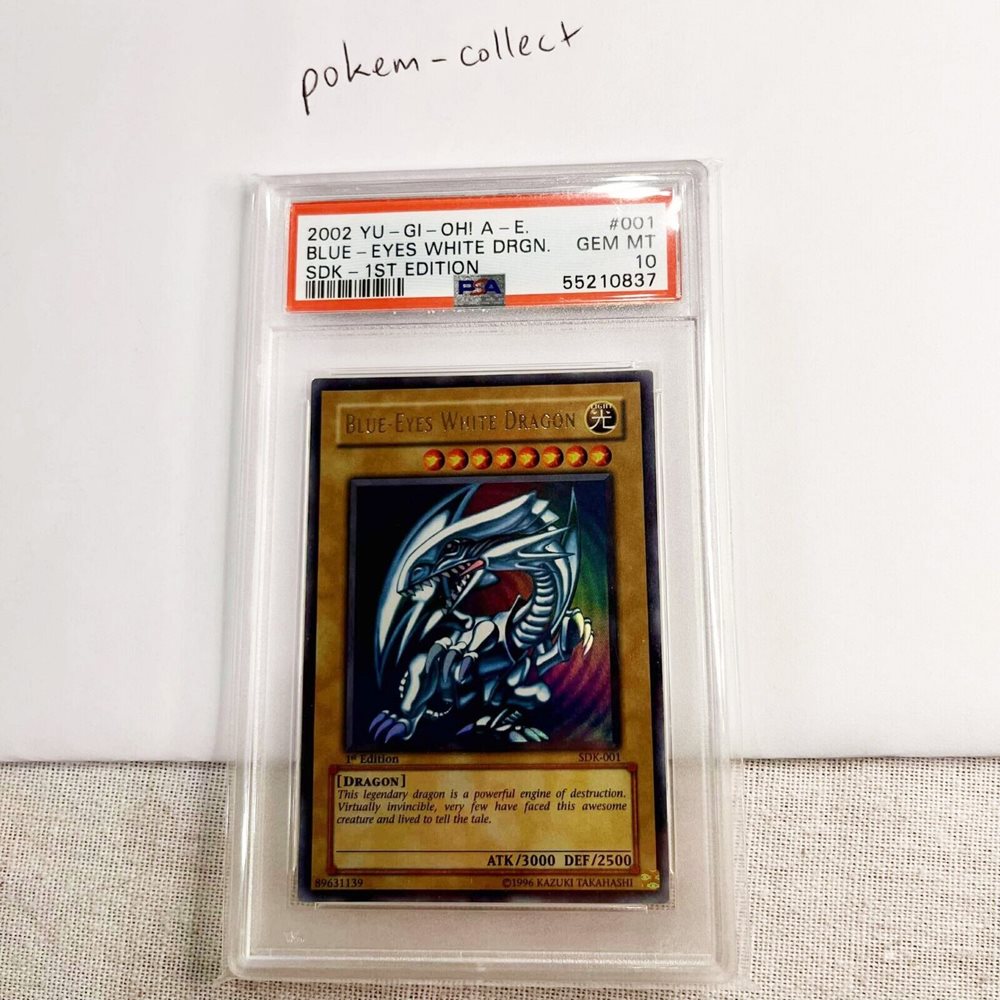 pokem-collect
2002 YU-GI-OH! A-E. #001
BLUE-EYES WHITE DRGN. GEM MT
SDK-1ST EDITION 10
PSA 55210837
BLUE-EYES WHITE DRAGON LIGHT 光
1st Edition SDK-001
[DRAGON]
This legendary dragon is a powerful engine of destruction.
Virtually invincible, very few have faced this awesome
creature and lived to tell the tale.
ATK/3000 DEF/2500
89631139 ©1996 KAZUKI TAKAHASHI